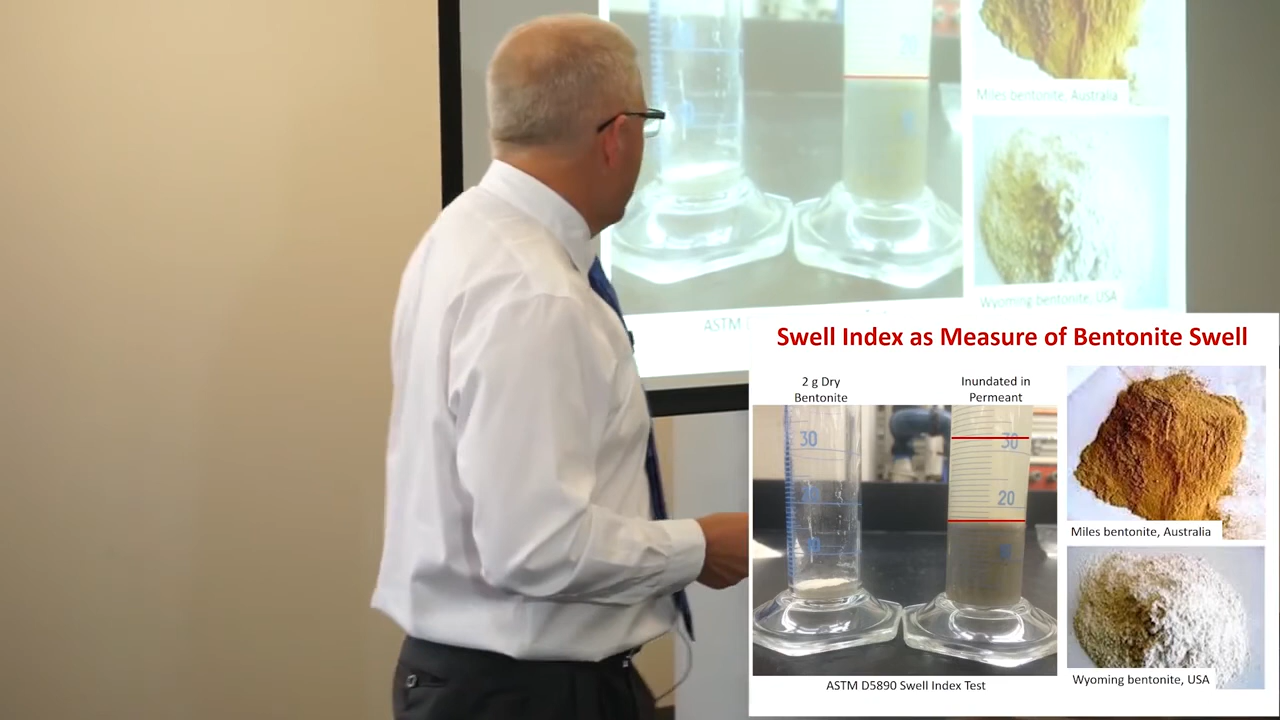 Miles bentonite, Australia
Wyoming bentonite, USA
ASTM D
Swell Index as Measure of Bentonite Swell
2 g Dry
Bentonite
Inundated in
Permeant
30
30
20
Miles bentonite, Australia
Wyoming bentonite, USA
ASTM D5890 Swell Index Test